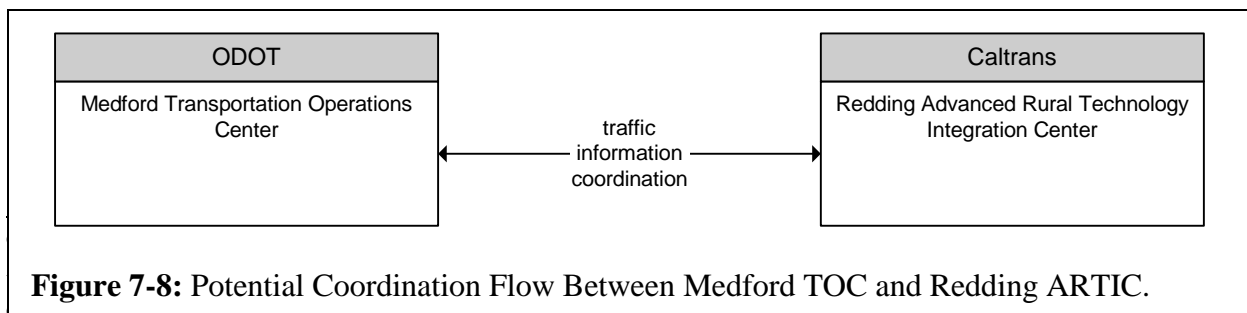 ODOT
Medford Transportation Operations
Center
traffic
information
coordination
Caltrans
Redding Advanced Rural Technology
Integration Center
Figure 7-8: Potential Coordination Flow Between Medford TOC and Redding ARTIC.